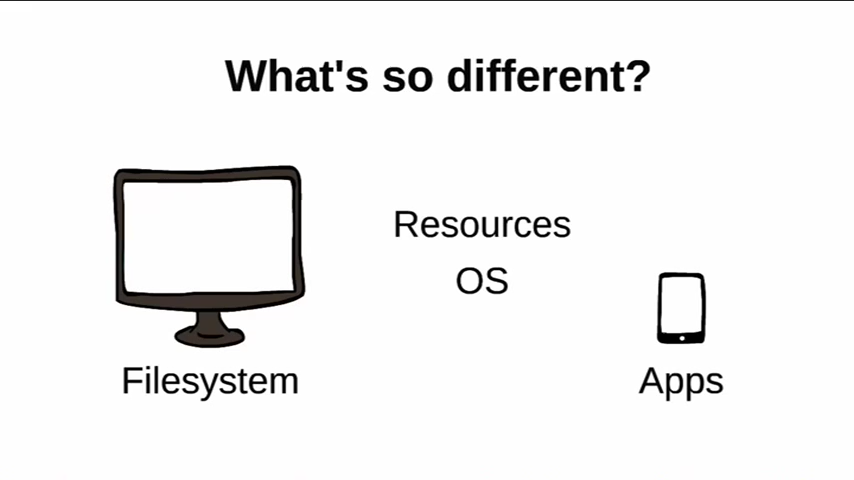 What's so different?
Resources
OS
Filesystem
Apps